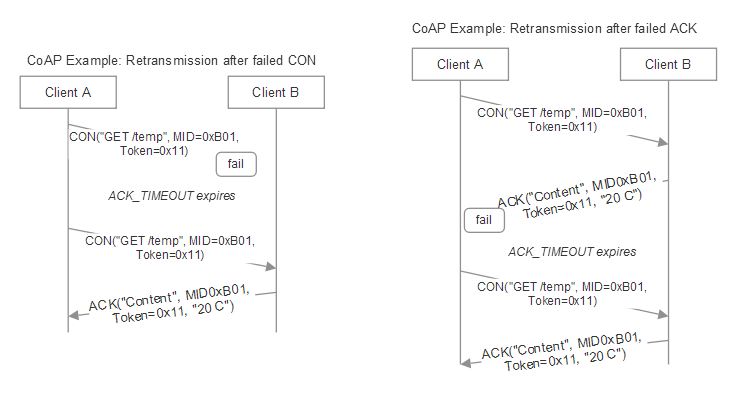 CoAP Example: Retransmission after failed CON
Client A
Client B
CON("GET /temp", MID=0xB01,
Token=0x11)
fail
ACK_TIMEOUT expires
CON("GET /temp", MID=0xB01,
Token=0x11)
ACK("Content", MID0xB01,
Token=0x11, "20 C")
CoAP Example: Retransmission after failed ACK
Client A
Client B
CON("GET /temp", MID=0xB01,
Token=0x11)
ACK("Content", MID0xB01,
Token=0x11, "20 C")
fail
ACK_TIMEOUT expires
CON("GET /temp", MID=0xB01,
Token=0x11)
ACK("Content", MID0xB01,
Token=0x11, "20 C")